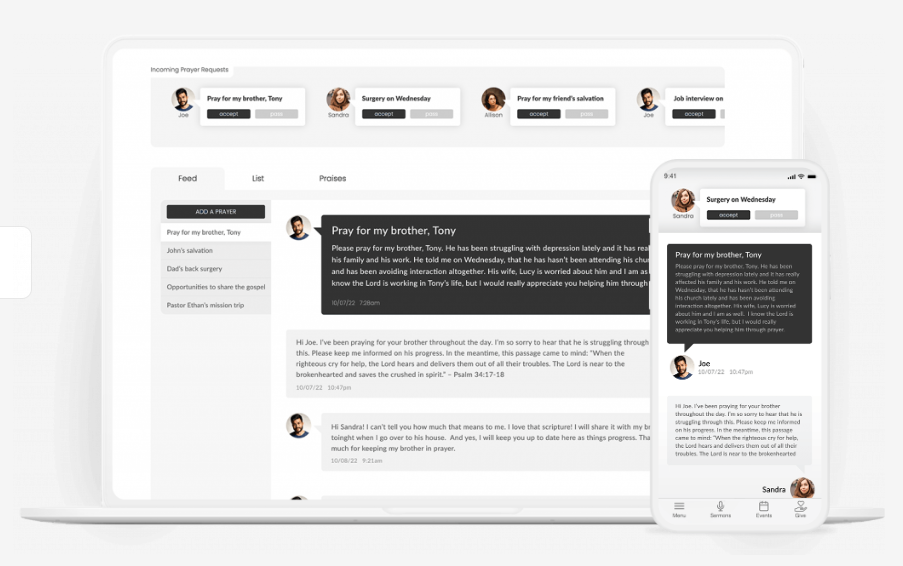 Incoming Prayer Requests
Pray for my brother, Tony
accept pass
Joe
Surgery on Wednesday
accept pass
Sandra
Pray for my friend's salvation
accept pass
Allison
Job interview on
accept
Joe
Feed List Praises
ADD A PRAYER
Pray for my brother, Tony
John's salvation
Dad's back surgery
Opportunities to share the gospel
Pastor Ethan's mission trip
Pray for my brother, Tony
Please pray for my brother, Tony. He has been struggling with depression lately and it has real
his family and his work. He told me on Wednesday, that he has hasn't been attending his chur
and has been avoiding interaction altogether. His wife, Lucy is worried about him and I am as
know the Lord is working in Tony's life, but I would really appreciate you helping him through
10/07/22 7:28am
Hi Joe. I've been praying for your brother throughout the day. I'm so sorry to hear that he is struggling through
this. Please keep me informed on his progress. In the meantime, this passage came to mind: "When the
righteous cry for help, the Lord hears and delivers them out of all their troubles. The Lord is near to the
brokenhearted and saves the crushed in spirit." - Psalm 34:17-18
10/07/22 10:47pm
Hi Sandra! I can't tell you how much that means to me. I love that scripture! I will share it with my br
toinght when I go over to his house. And yes, I will keep you up to date here as things progress. Tha
much for keeping my brother in prayer.
10/08/22 9:21am
9:41
Surgery on Wednesday
accept pass
Sandra
Pray for my brother, Tony
Please pray for my brother, Tony. He has been
struggling with depression lately and it has really
affected his family and his work. He told me on
Wednesday, that he has hasn't been attending
his church lately and has been avoiding
interaction altogether. His wife, Lucy is worried
about him and I am as well. I know the Lord is
working in Tony's life, but I would really
appreciate you helping him through prayer.
Joe
10/07/22 10:47pm
Hi Joe. I've been praying for your brother
throughout the day. I'm so sorry to hear that he is
struggling through this. Please keep me informed
on his progress. In the meantime, this passage
came to mind: "When the righteous cry for help,
the Lord hears and delivers them out of all their
troubles. The Lord is near to the brokenhearted
Sandra
Menu Sermons Events Give